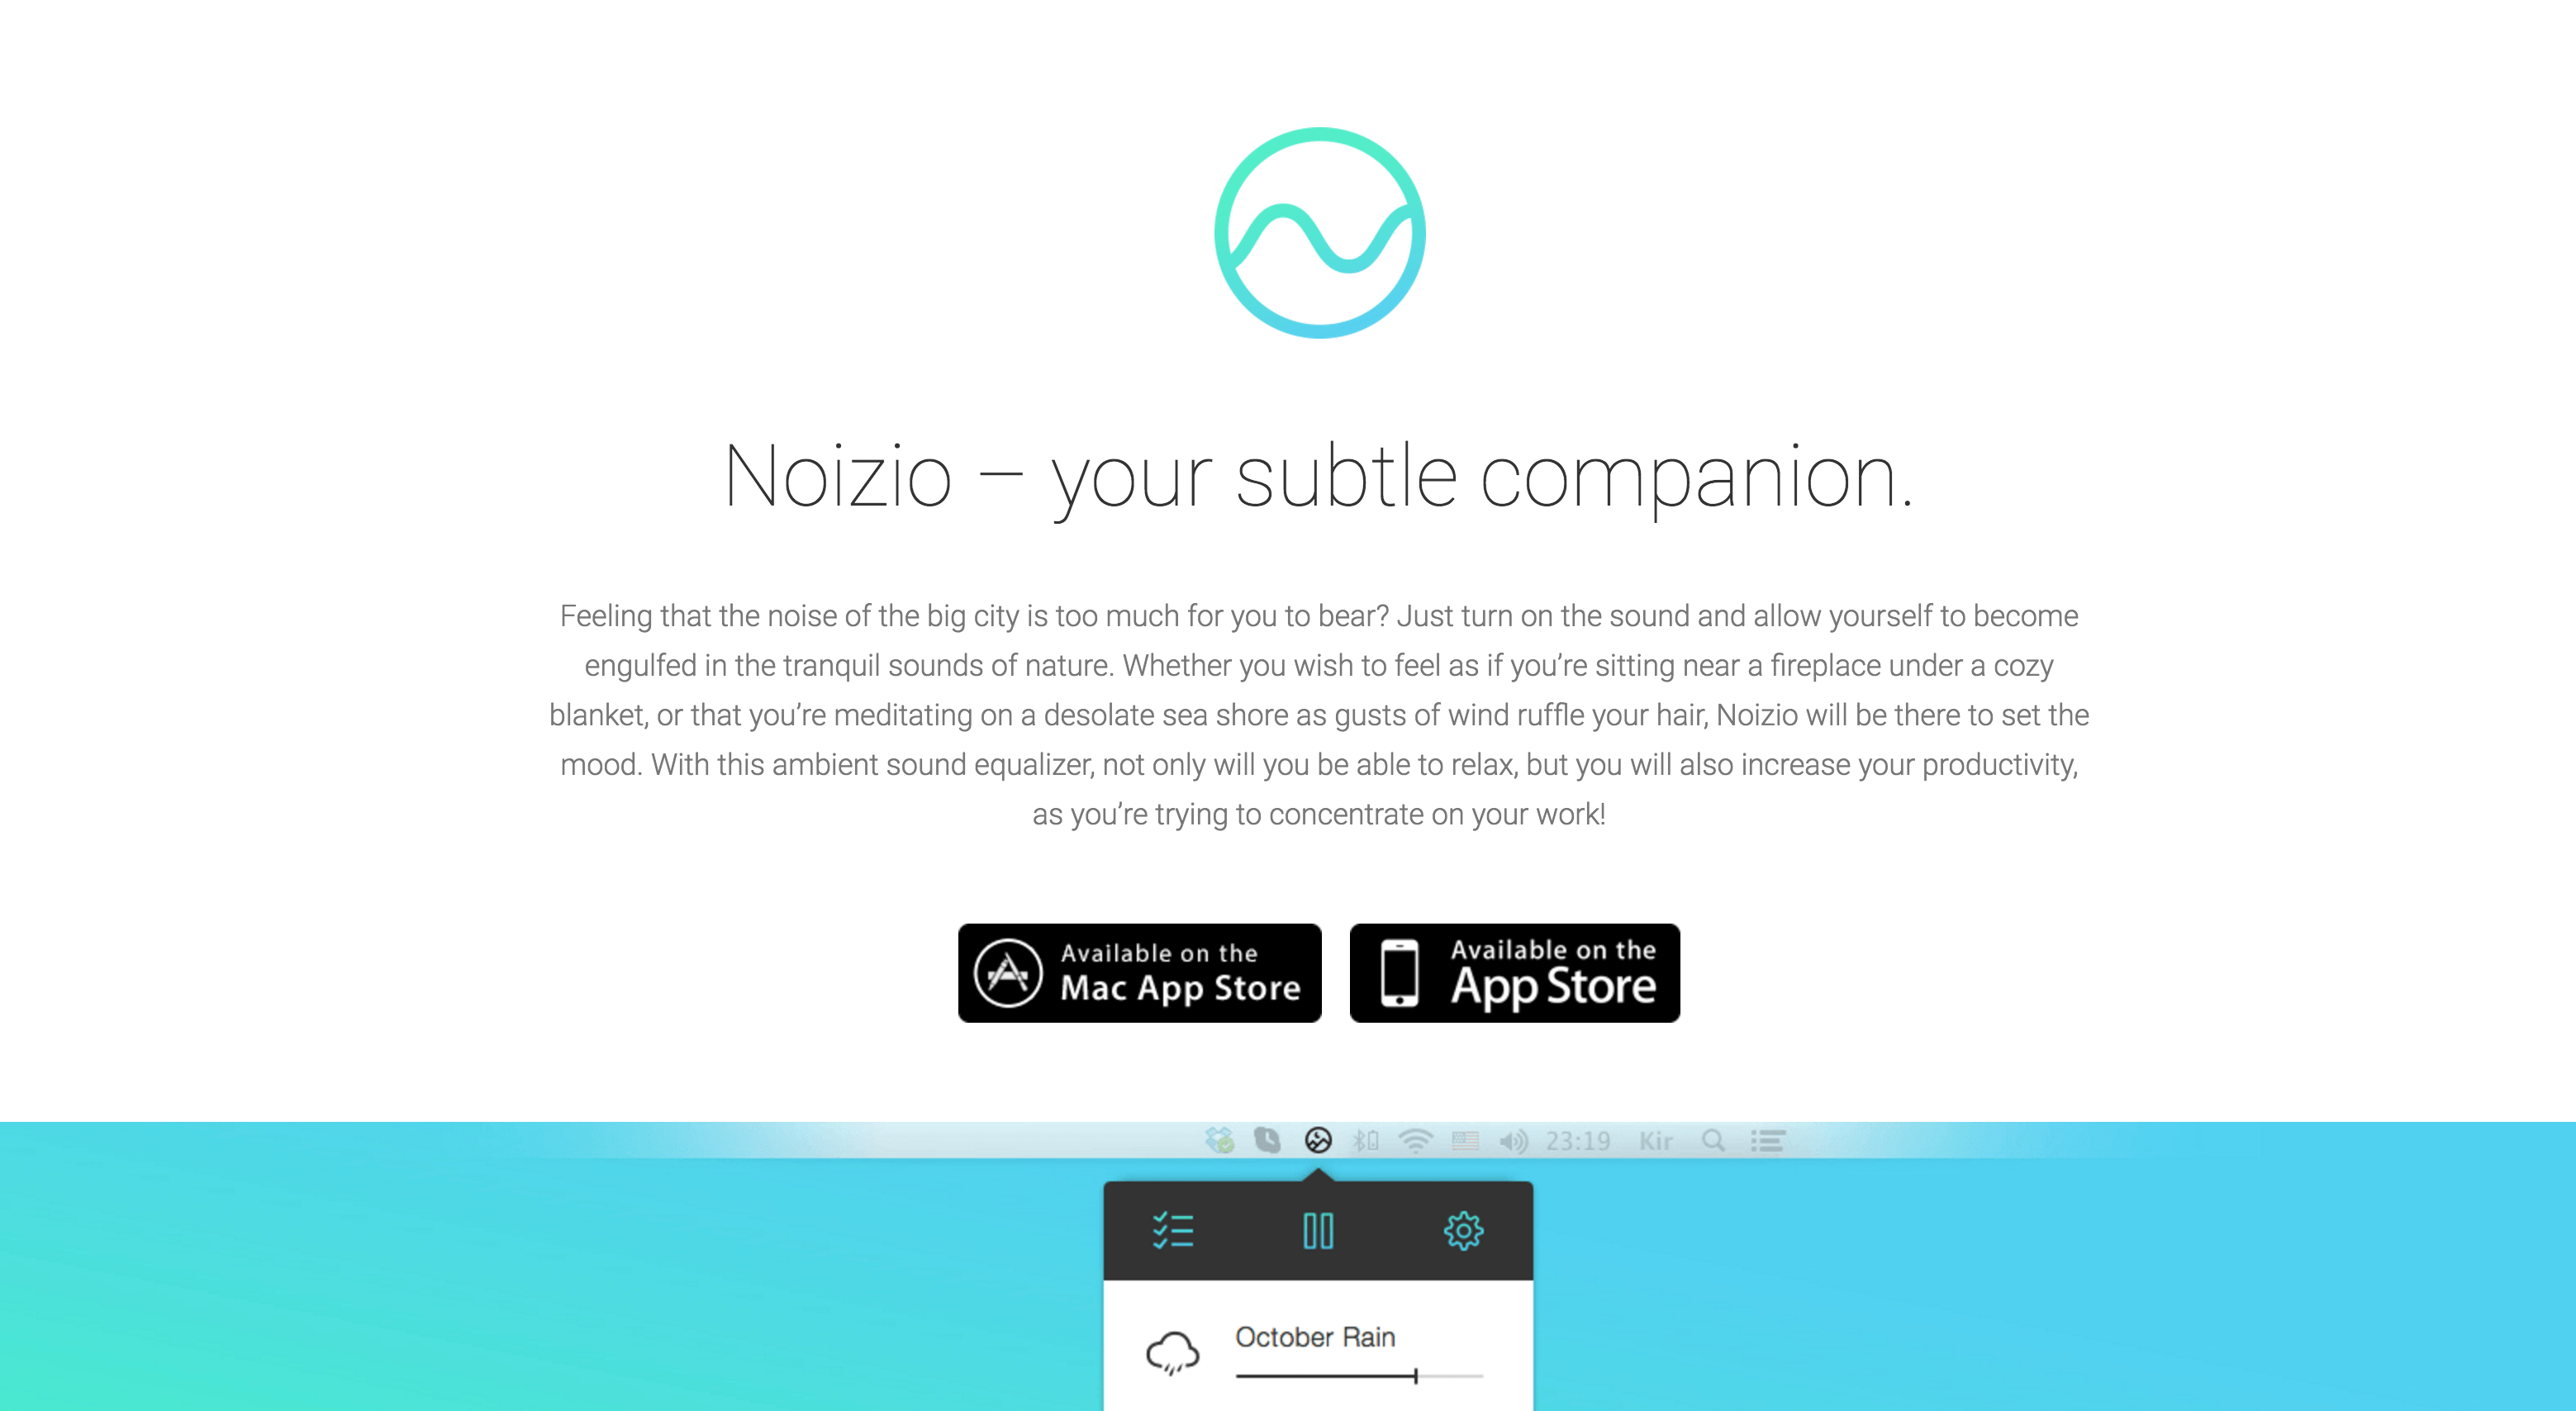 Noizio – your subtle companion.
Feeling that the noise of the big city is too much for you to bear? Just turn on the sound and allow yourself to become
engulfed in the tranquil sounds of nature. Whether you wish to feel as if you’re sitting near a fireplace under a cozy
blanket, or that you’re meditating on a desolate sea shore as gusts of wind ruffle your hair, Noizio will be there to set the
mood. With this ambient sound equalizer, not only will you be able to relax, but you will also increase your productivity,
as you’re trying to concentrate on your work!
Available on the
Mac App Store
Available on the
App Store
23:19 Kir
October Rain